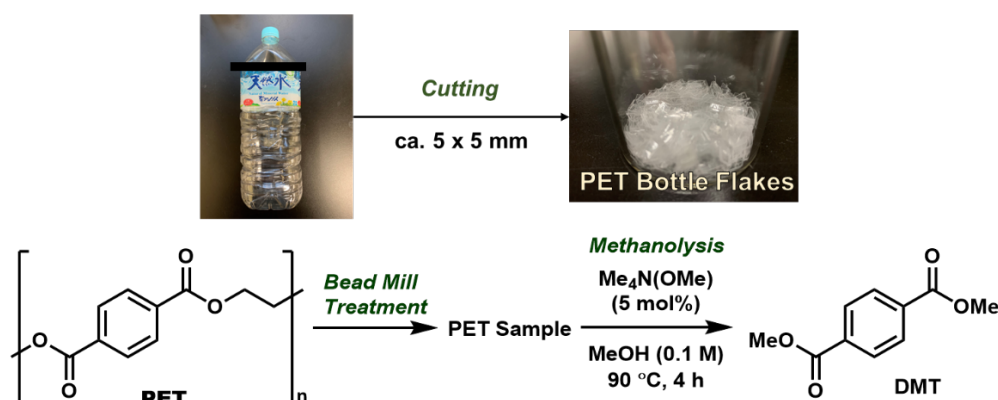 天然水
Cutting
ca. 5 x 5 mm
PET Bottle Flakes
Methanolysis
Bead Mill
Treatment
Me₄N(OMe)
(5 mol%)
PET Sample
MeOH (0.1 M)
90 °C, 4 h
O
O
O
O
PET
n
O
OMe
MeO
O
DMT